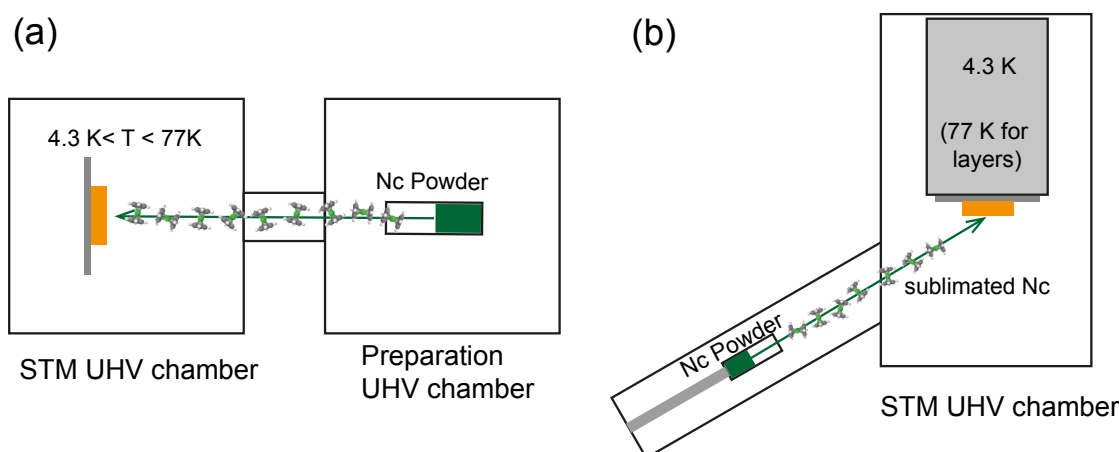 (a)
4.3 K< T < 77K
Nc Powder
STM UHV chamber
Preparation
UHV chamber
(b)
4.3 K
(77 K for
layers)
sublimated Nc
Nc Powder
STM UHV chamber